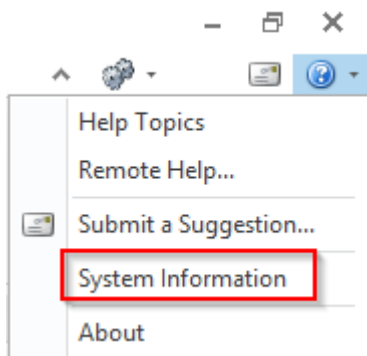 Help Topics
Remote Help...
Submit a Suggestion...
System Information
About